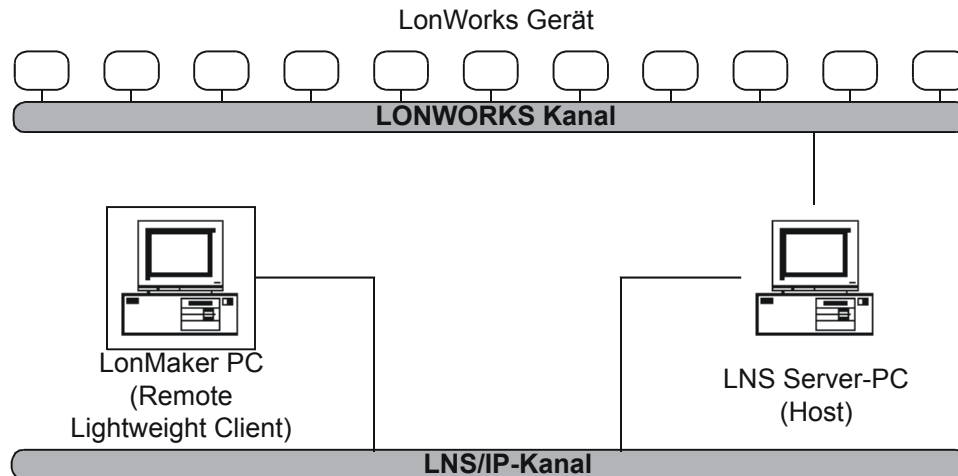 LonWorks Gerät
LONWORKS Kanal
LonMaker PC
(Remote
Lightweight Client)
LNS Server-PC
(Host)
LNS/IP-Kanal